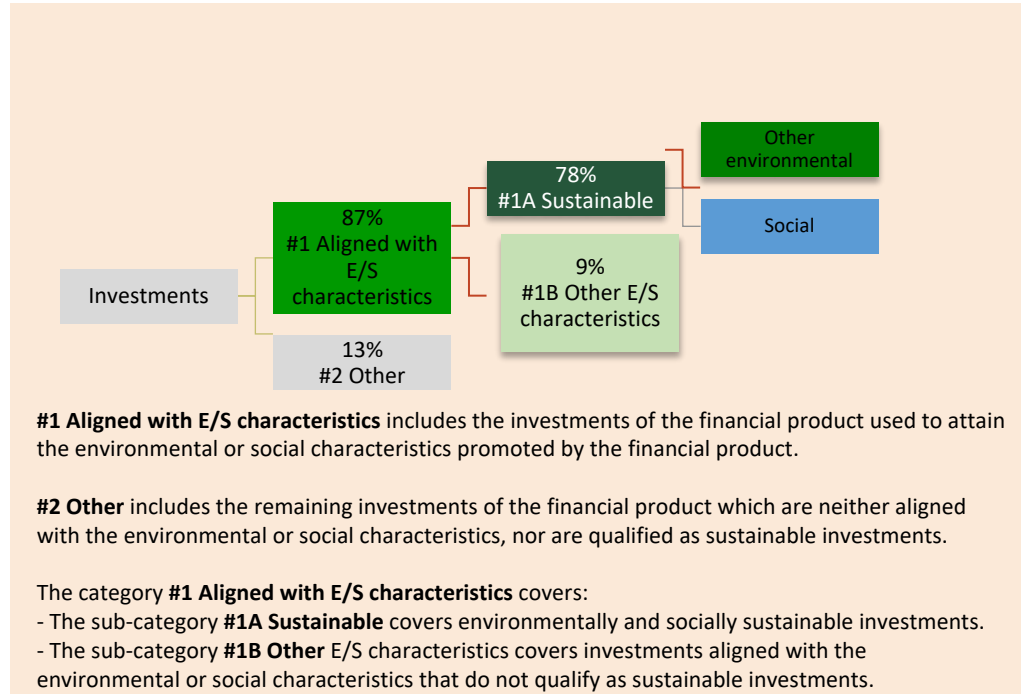 Other
environmental
78%
#1A Sustainable
87%
#1 Aligned with
E/S
characteristics
Social
9%
#1B Other E/S
characteristics
Investments
13%
#2 Other
#1 Aligned with E/S characteristics includes the investments of the financial product used to attain
the environmental or social characteristics promoted by the financial product.
#2 Other includes the remaining investments of the financial product which are neither aligned
with the environmental or social characteristics, nor are qualified as sustainable investments.
The category #1 Aligned with E/S characteristics covers:
- The sub-category #1A Sustainable covers environmentally and socially sustainable investments.
- The sub-category #1B Other E/S characteristics covers investments aligned with the
environmental or social characteristics that do not qualify as sustainable investments.